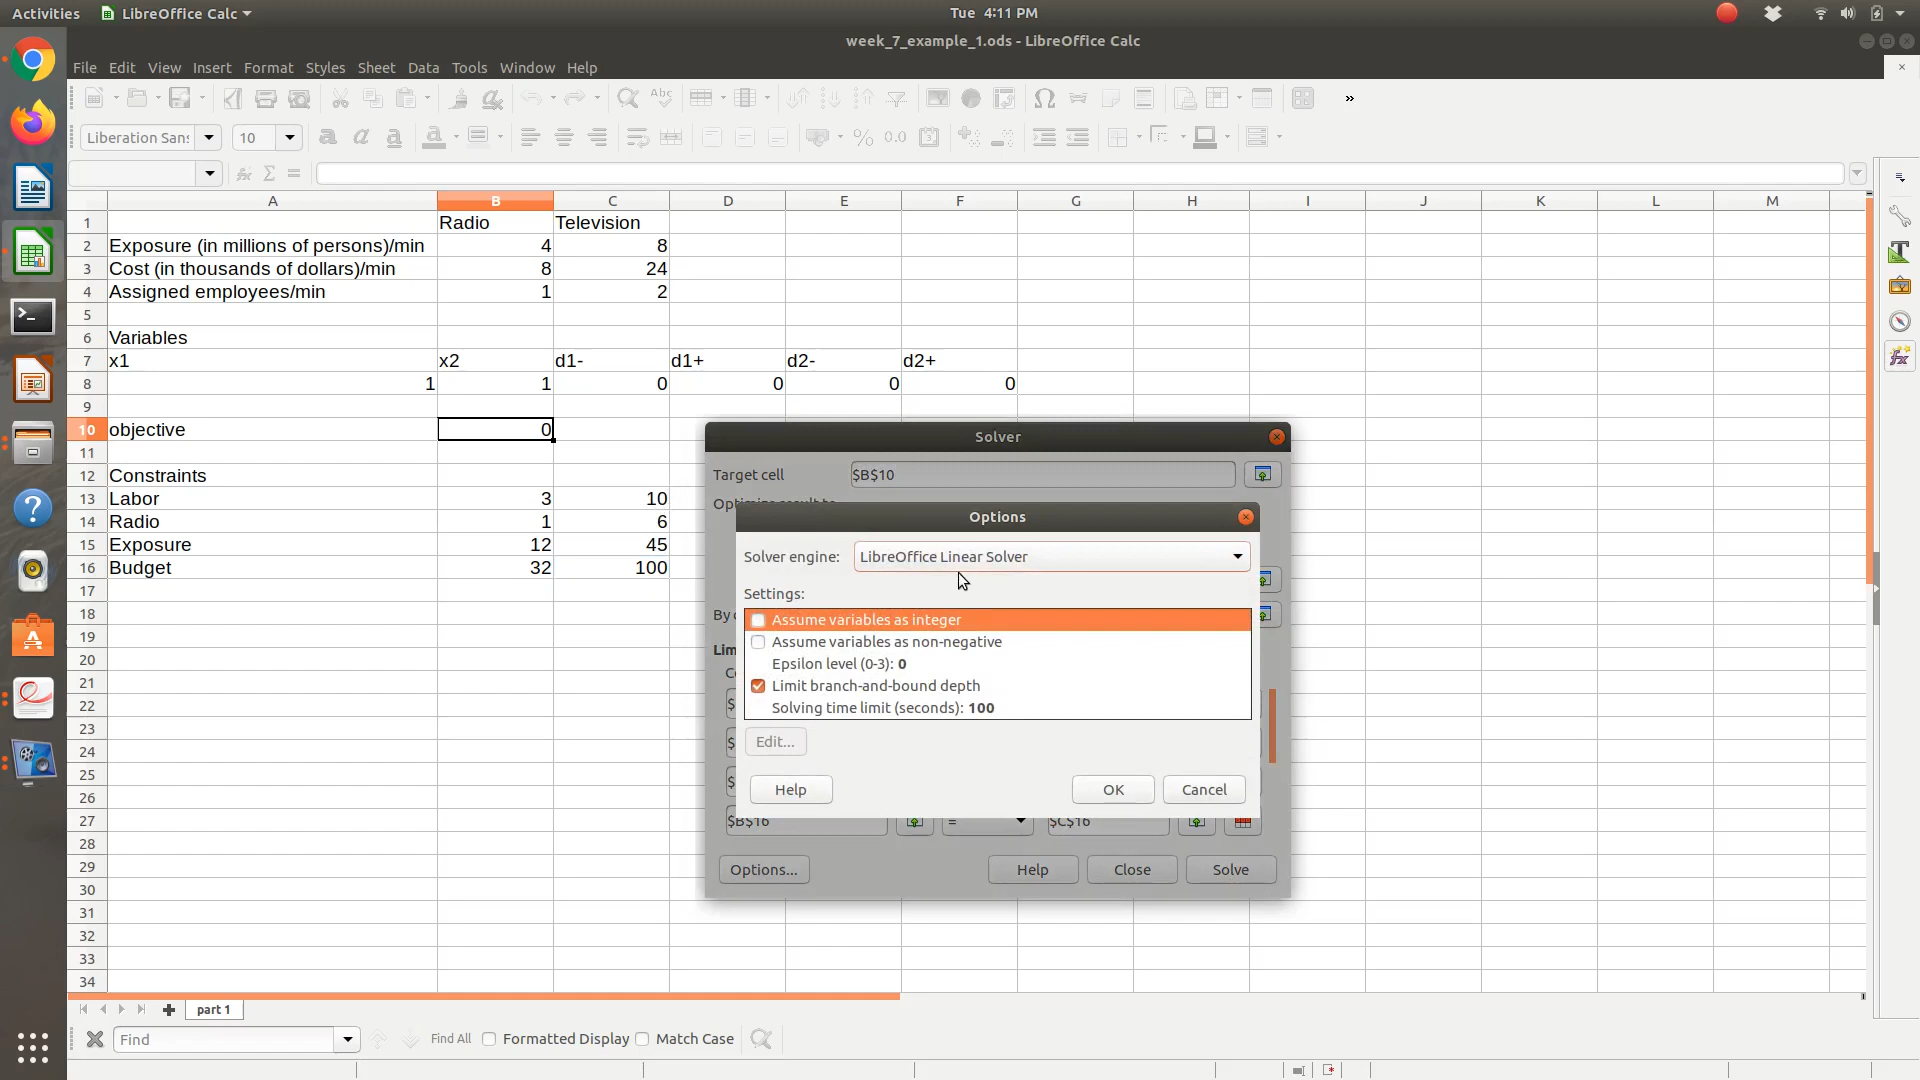 Activities LibreOffice Calc Tue 4:11 PM
week_7_example_1.ods - LibreOffice Calc
File Edit View Insert Format Styles Sheet Data Tools Window Help
Liberation Sans 10
A B C D E F G H I J K L M
1 Radio Television
2 Exposure (in millions of persons)/min 4 8
3 Cost (in thousands of dollars)/min 8 24
4 Assigned employees/min 1 2
5
6 Variables
7 x1 x2 d1- d1+ d2- d2+
8 1 1 0 0 0 0
9
10 objective 0
11
12 Constraints
13 Labor 3 10
14 Radio 1 6
15 Exposure 12 45
16 Budget 32 100
17
18
19
20
21
22
23
24
25
26
27
28
29
30
31
32
33
34
Solver
Target cell $B$10
Optimize result to
Options
Solver engine: LibreOffice Linear Solver
Settings:
By c
Assume variables as integer
Assume variables as non-negative
Lim
Epsilon level (0-3): 0
Limit branch-and-bound depth
Solving time limit (seconds): 100
Edit...
Help OK Cancel
$B$16 = $C$16
Options... Help Close Solve
part 1
Find Find All Formatted Display Match Case